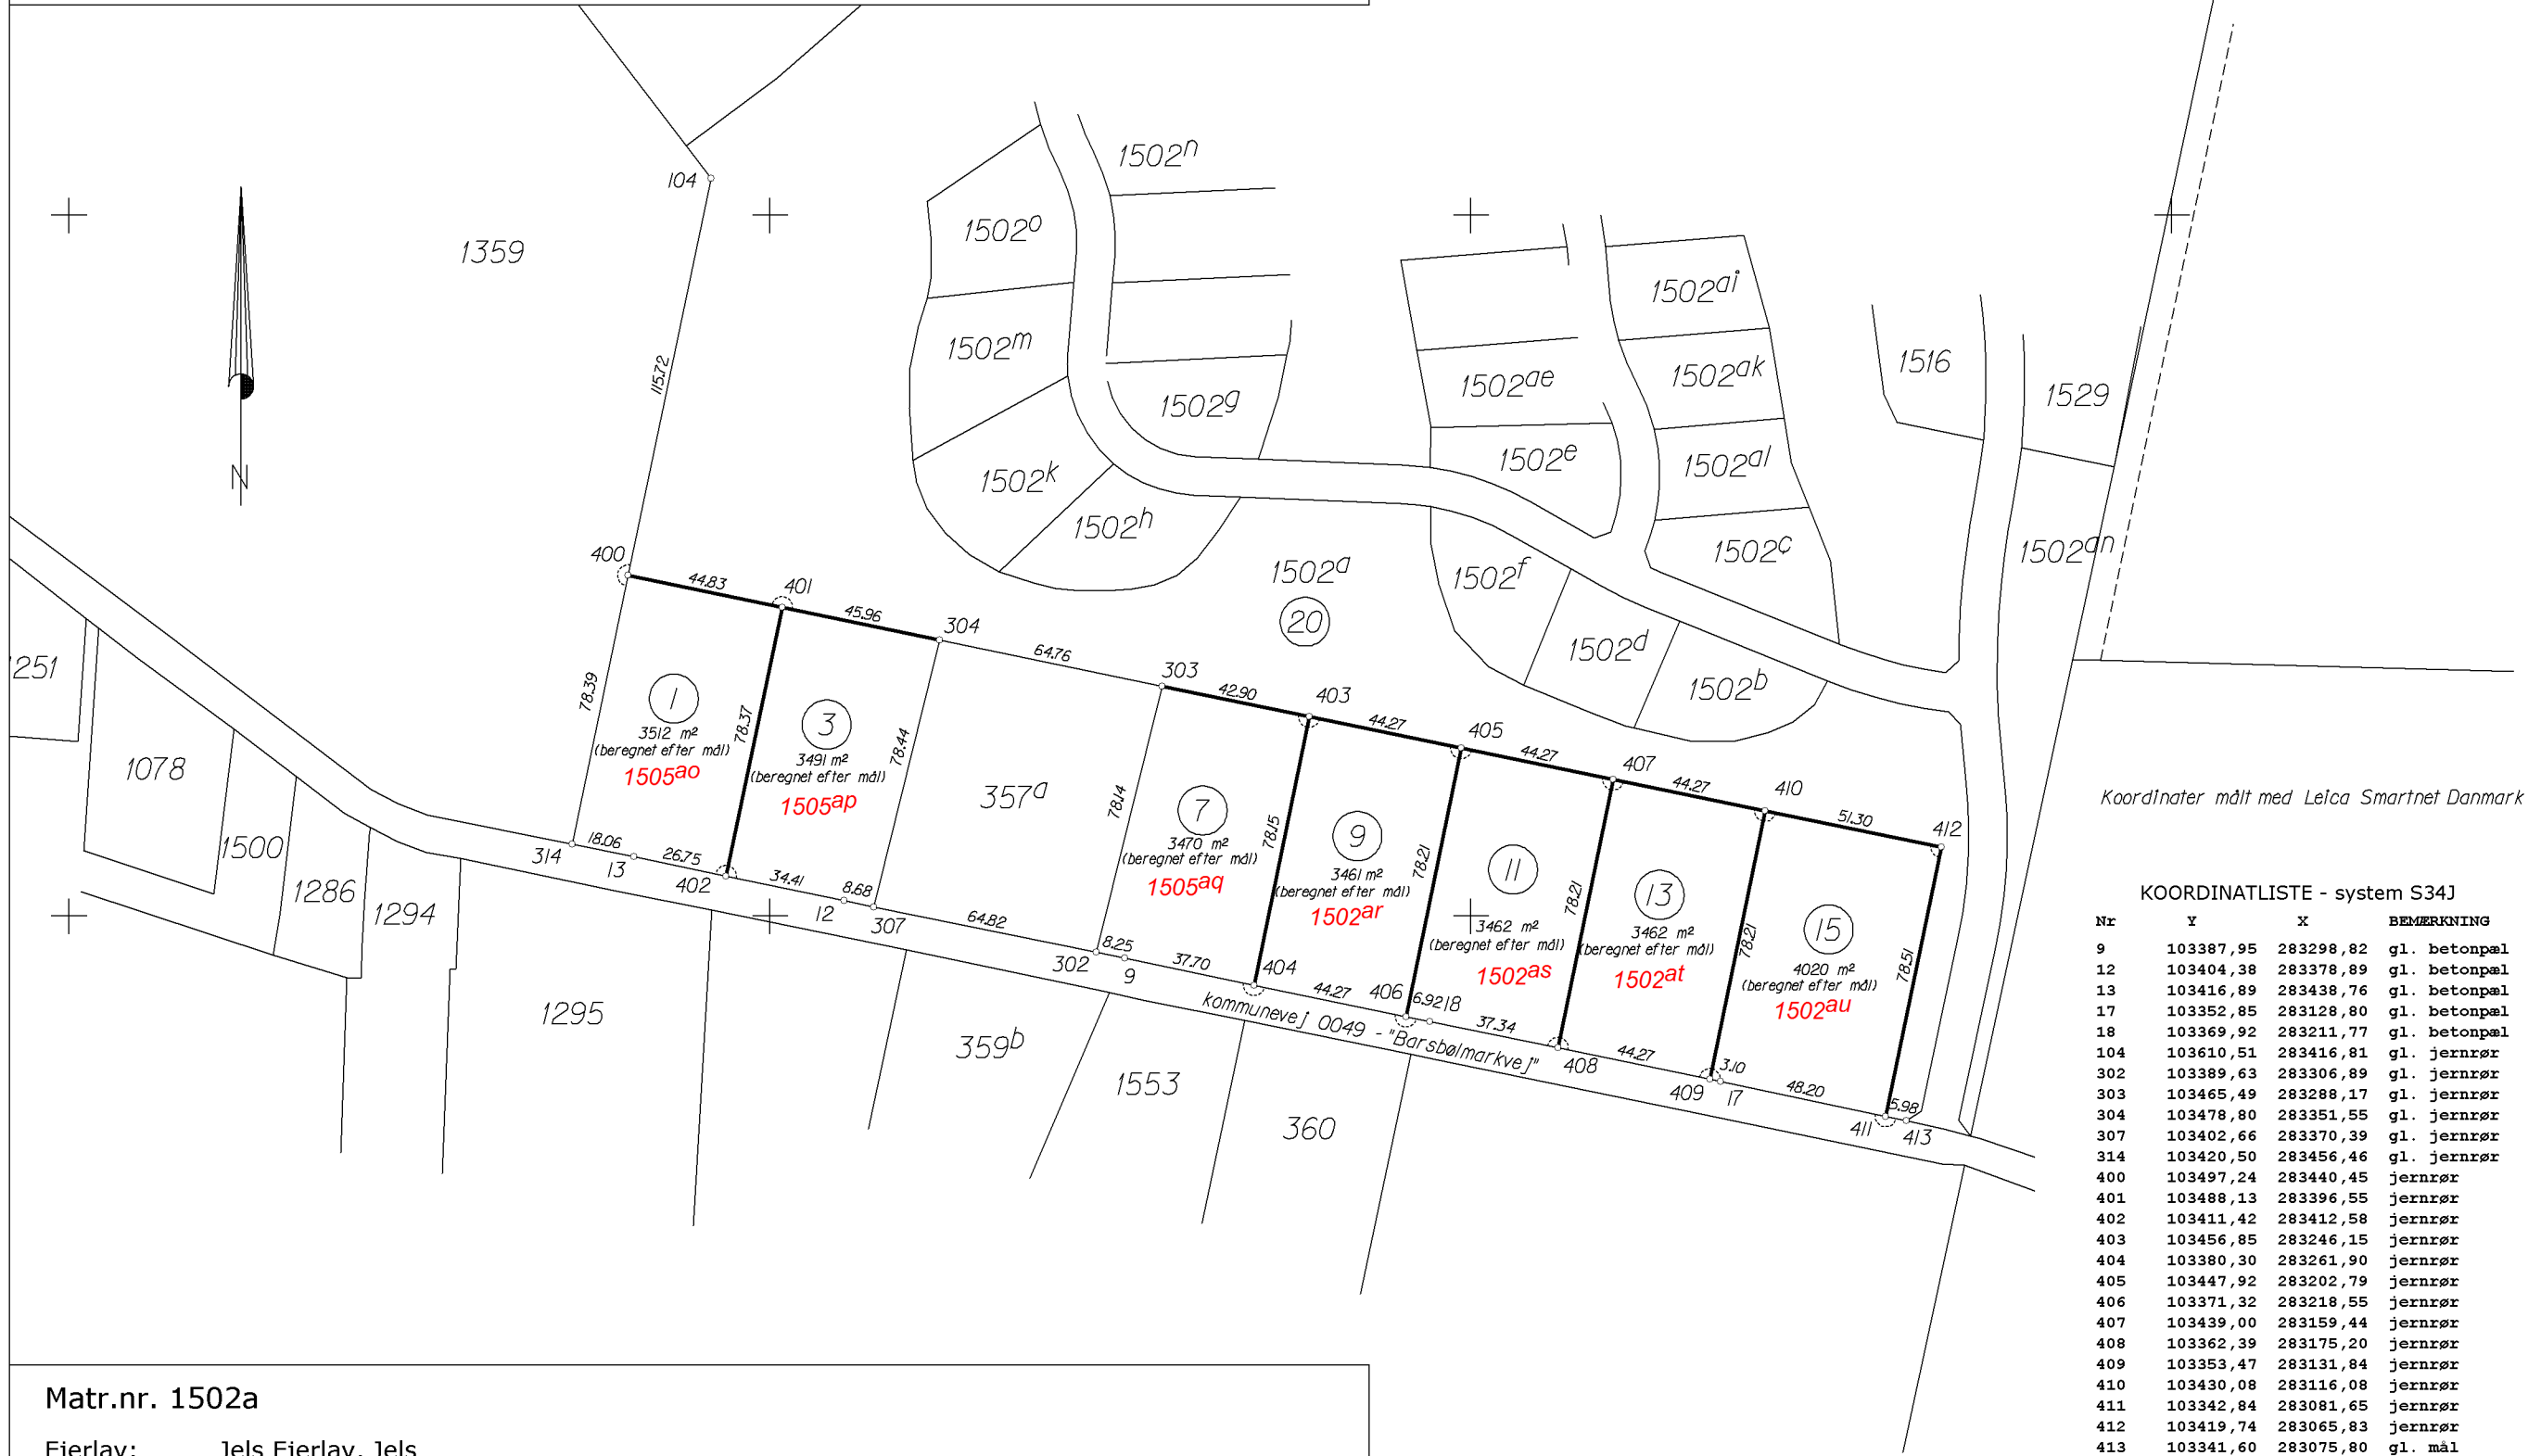 1502n
104
1502o
1359
1502ai
1502m
115.72
1516
1502ak
1502ae
1529
1502g
1502e
1502al
N
1502k
1502h
400
1502a
1502f
1502c
1502an
44.83
401
20
45.96
304
1502d
64.76
1251
303
1502b
78.39
1
42.90
403
3512 m²
(beregnet efter mål)
1505ao
78.37
3
3491 m²
(beregnet efter mål)
1505ap
78.44
44.27
405
44.27
407
44.27
410
1078
357a
78.14
7
3470 m²
(beregnet efter mål)
1505aq
78.15
9
3461 m²
(beregnet efter mål)
1502ar
78.21
11
3462 m²
(beregnet efter mål)
1502as
78.21
13
3462 m²
(beregnet efter mål)
1502at
78.21
15
4020 m²
(beregnet efter mål)
1502au
78.51
51.30
412
1500
314
18.06
13
26.75
402
34.41
12
8.68
307
64.82
302
8.25
9
37.70
404
44.27
406
6.92
18
37.34
408
44.27
409
3.10
17
48.20
411
5.98
413
1286
1294
1295
kommunevej 0049 - "Barsbølmarkvej"
359b
1553
360
Koordinater målt med Leica Smartnet Danmark
KOORDINATLISTE - system S34J
Nr Y X BEMÆRKNING
9 103387,95 283298,82 gl. betonpæl
12 103404,38 283378,89 gl. betonpæl
13 103416,89 283438,76 gl. betonpæl
17 103352,85 283128,80 gl. betonpæl
18 103369,92 283211,77 gl. betonpæl
104 103610,51 283416,81 gl. jernrør
302 103389,63 283306,89 gl. jernrør
303 103465,49 283288,17 gl. jernrør
304 103478,80 283351,55 gl. jernrør
307 103402,66 283370,39 gl. jernrør
314 103420,50 283456,46 gl. jernrør
400 103497,24 283440,45 jernrør
401 103488,13 283396,55 jernrør
402 103411,42 283412,58 jernrør
403 103456,85 283246,15 jernrør
404 103380,30 283261,90 jernrør
405 103447,92 283202,79 jernrør
406 103371,32 283218,55 jernrør
407 103439,00 283159,44 jernrør
408 103362,39 283175,20 jernrør
409 103353,47 283131,84 jernrør
410 103430,08 283116,08 jernrør
411 103342,84 283081,65 jernrør
412 103419,74 283065,83 jernrør
413 103341,60 283075,80 gl. mål
Matr.nr. 1502a
Ejerlav: Jels Ejerlav, Jels